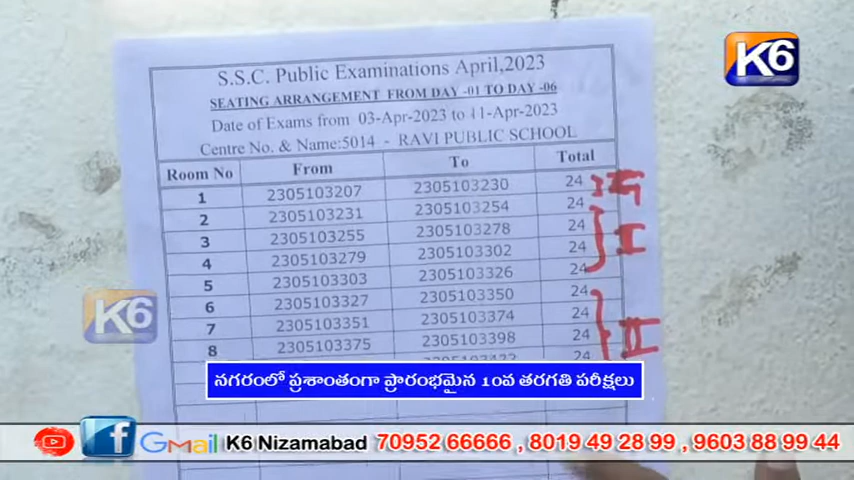 K6
S.S.C. Public Examinations April,2023
SEATING ARRANGEMENT FROM DAY -01 TO DAY -06
Date of Exams from 03-Apr-2023 to 11-Apr-2023
Centre No. & Name:5014 - RAVI PUBLIC SCHOOL
Room No From To Total
1 2305103207 2305103230 24
2 2305103231 2305103254 24
3 2305103255 2305103278 24
4 2305103279 2305103302 24
5 2305103303 2305103326 24
6 2305103327 2305103350 24
7 2305103351 2305103374 24
8 2305103375 2305103398 24
24
G
I
II
K6
నగరంలో ప్రశాంతంగా ప్రారంభమైన 10వ తరగతి పరీక్షలు
f Gmail K6 Nizamabad 70952 66666 , 8019 49 28 99 , 9603 88 99 44